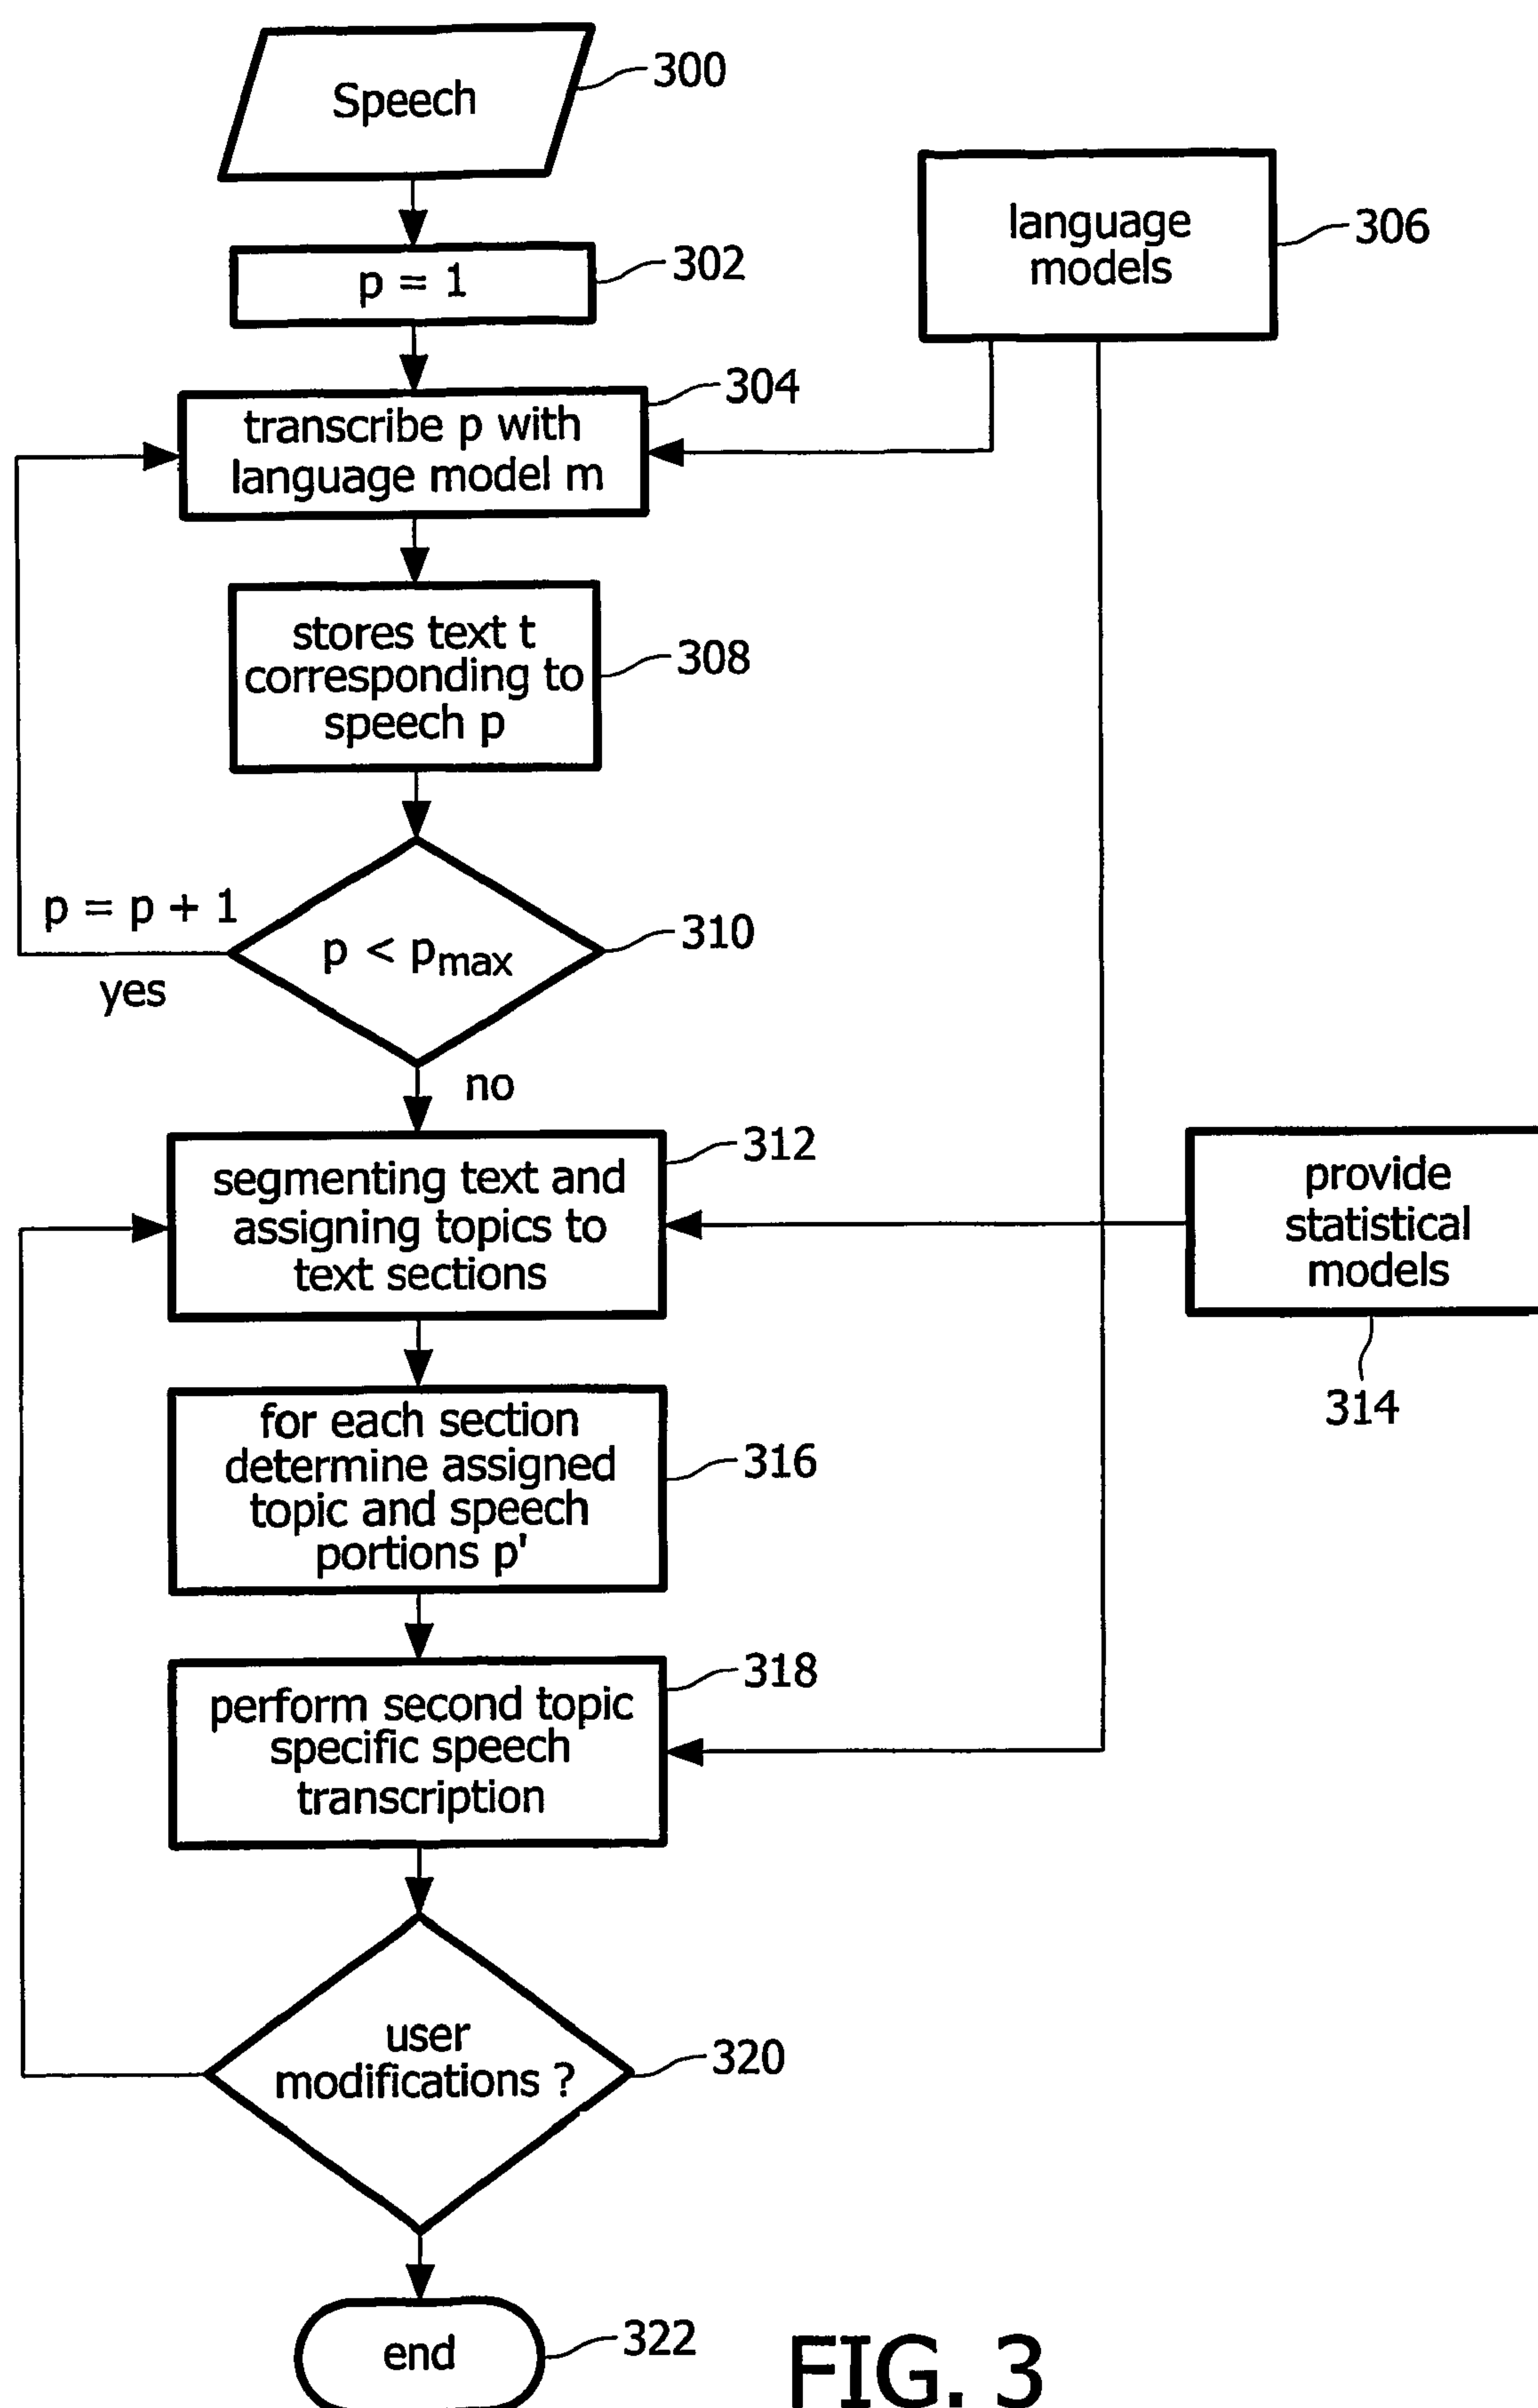 Speech
300
p = 1
302
language
models
306
304
transcribe p with
language model m
stores text t
corresponding to
speech p
308
p = p + 1
yes
p < pmax
310
no
312
segmenting text and
assigning topics to
text sections
provide
statistical
models
314
for each section
determine assigned
topic and speech
portions p'
316
318
perform second topic
specific speech
transcription
user
modifications ?
320
end
322
FIG. 3